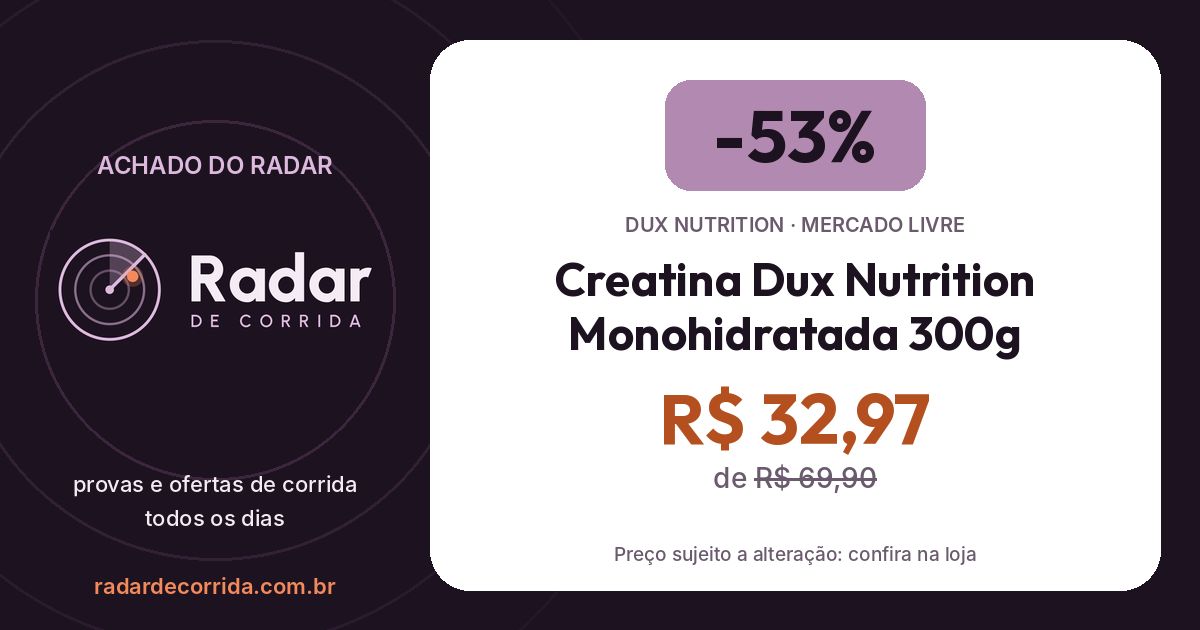 ACHADO DO RADAR
Radar
DE CORRIDA
provas e ofertas de corrida
todos os dias
radardecorrida.com.br
-53%
DUX NUTRITION · MERCADO LIVRE
Creatina Dux Nutrition
Monohidratada 300g
R$ 32,97
de R$ 69,90
Preço sujeito a alteração: confira na loja